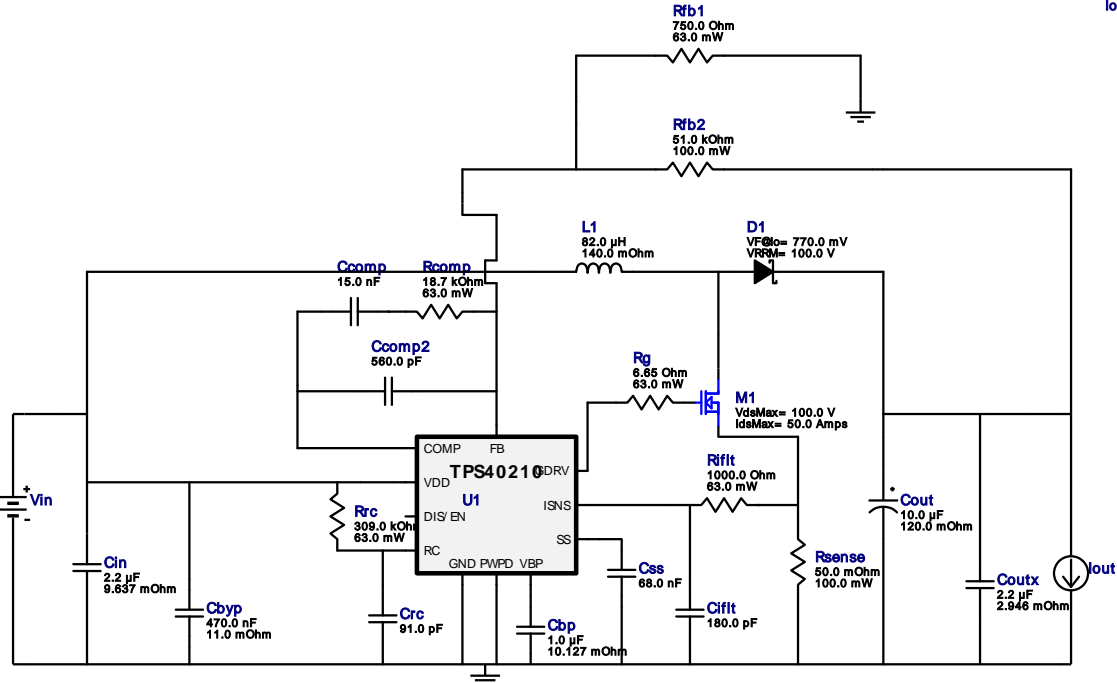 Io
Rfb1
750.0 Ohm
63.0 mW
Rfb2
51.0 kOhm
100.0 mW
L1
82.0 µH
140.0 mOhm
D1
VF@Io= 770.0 mV
VRRM= 100.0 V
Ccomp
15.0 nF
Rcomp
18.7 kOhm
63.0 mW
Ccomp2
560.0 pF
Rg
6.65 Ohm
63.0 mW
M1
VdsMax= 100.0 V
IdsMax= 50.0 Amps
COMP
FB
TPS40210
GDRV
VDD
U1
DIS/EN
ISNS
RC
SS
GND PWPD VBP
Rrc
309.0 kOhm
63.0 mW
Riflt
1000.0 Ohm
63.0 mW
+
Vin
-
Cout
10.0 µF
120.0 mOhm
Cin
2.2 µF
9.637 mOhm
Cbyp
470.0 nF
11.0 mOhm
Crc
91.0 pF
Cbp
1.0 µF
10.127 mOhm
Css
68.0 nF
Ciflt
180.0 pF
Rsense
50.0 mOhm
100.0 mW
Coutx
2.2 µF
2.946 mOhm
Iout